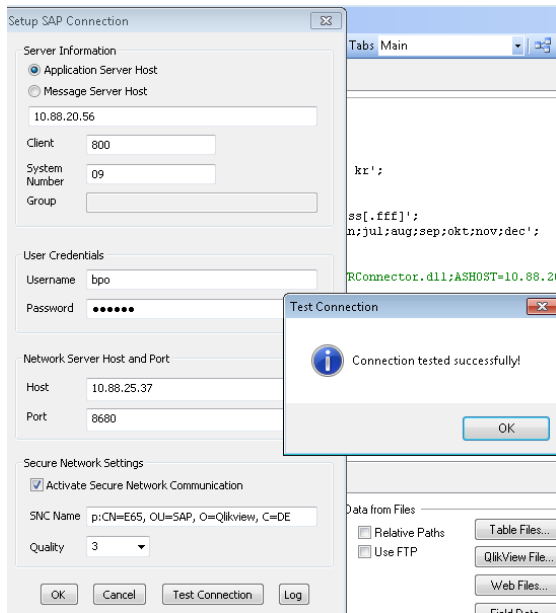 Setup SAP Connection
Server Information
Application Server Host
Message Server Host
10.88.20.56
Client 800
System Number 09
Group
User Credentials
Username bpo
Password ••••••
Network Server Host and Port
Host 10.88.25.37
Port 8680
Secure Network Settings
Activate Secure Network Communication
SNC Name p:CN=E65, OU=SAP, O=Qlikview, C=DE
Quality 3
OK Cancel Test Connection Log
Tabs Main
kr';
ss[.fff]';
n;jul;aug;sep;okt;nov;dec';
RConnector.dll;ASHOST=10.88.20
Test Connection
Connection tested successfully!
OK
Data from Files
Relative Paths
Use FTP
Table Files...
QlikView File...
Web Files...